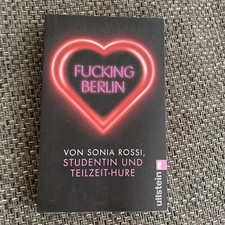 FUCKING
BERLIN
VON SONIA ROSSI,
STUDENTIN UND
TEILZEIT-HURE
ullstein